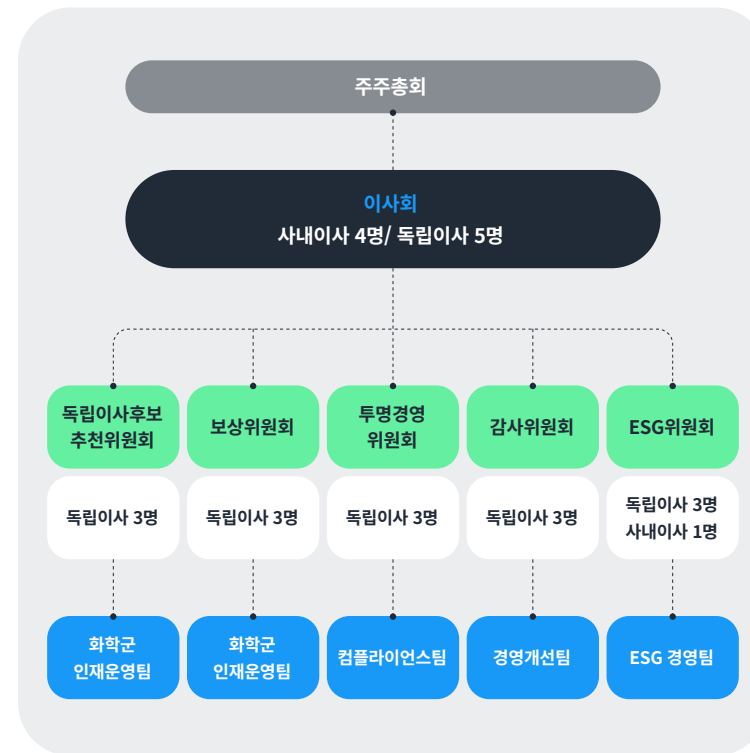 주주총회
이사회
사내이사 4명/ 독립이사 5명
독립이사후보
추천위원회
보상위원회
투명경영
위원회
감사위원회
ESG위원회
독립이사 3명
독립이사 3명
독립이사 3명
독립이사 3명
독립이사 3명
사내이사 1명
화학군
인재운영팀
화학군
인재운영팀
컴플라이언스팀
경영개선팀
ESG 경영팀